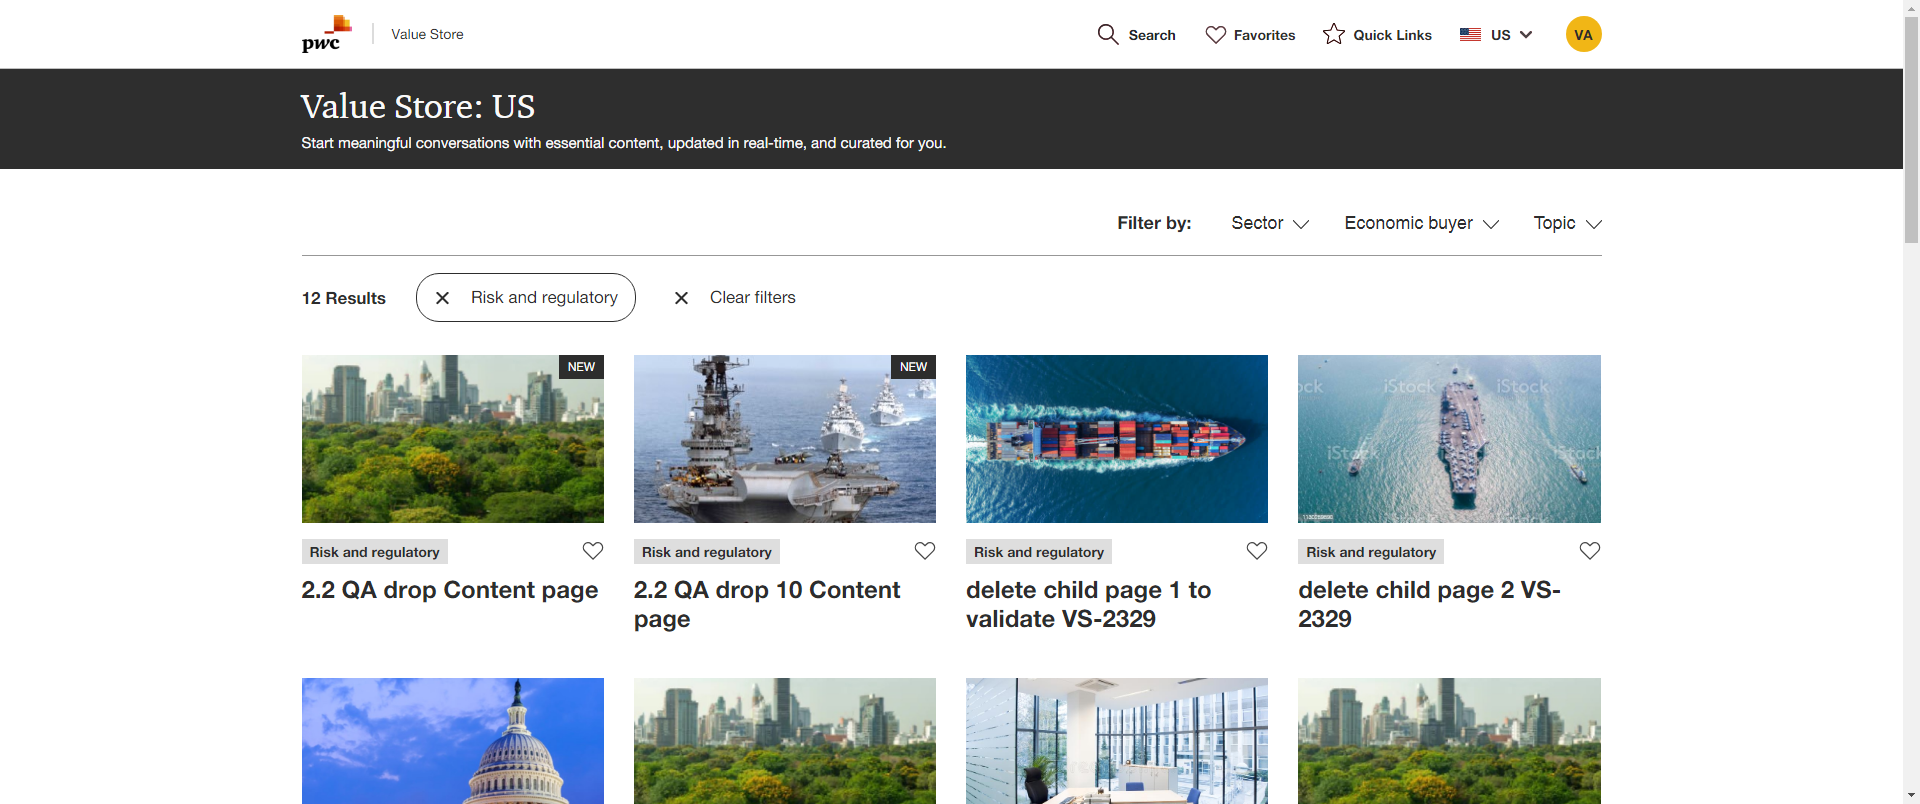 pwc
Value Store
Search
Favorites
Quick Links
US
VA
Value Store: US
Start meaningful conversations with essential content, updated in real-time, and curated for you.
Filter by:
Sector
Economic buyer
Topic
12 Results
Risk and regulatory
Clear filters
NEW
NEW
iStock
iStock
iStock
iStock
Risk and regulatory
Risk and regulatory
Risk and regulatory
Risk and regulatory
2.2 QA drop Content page
2.2 QA drop 10 Content
page
delete child page 1 to
validate VS-2329
delete child page 2 VS-
2329